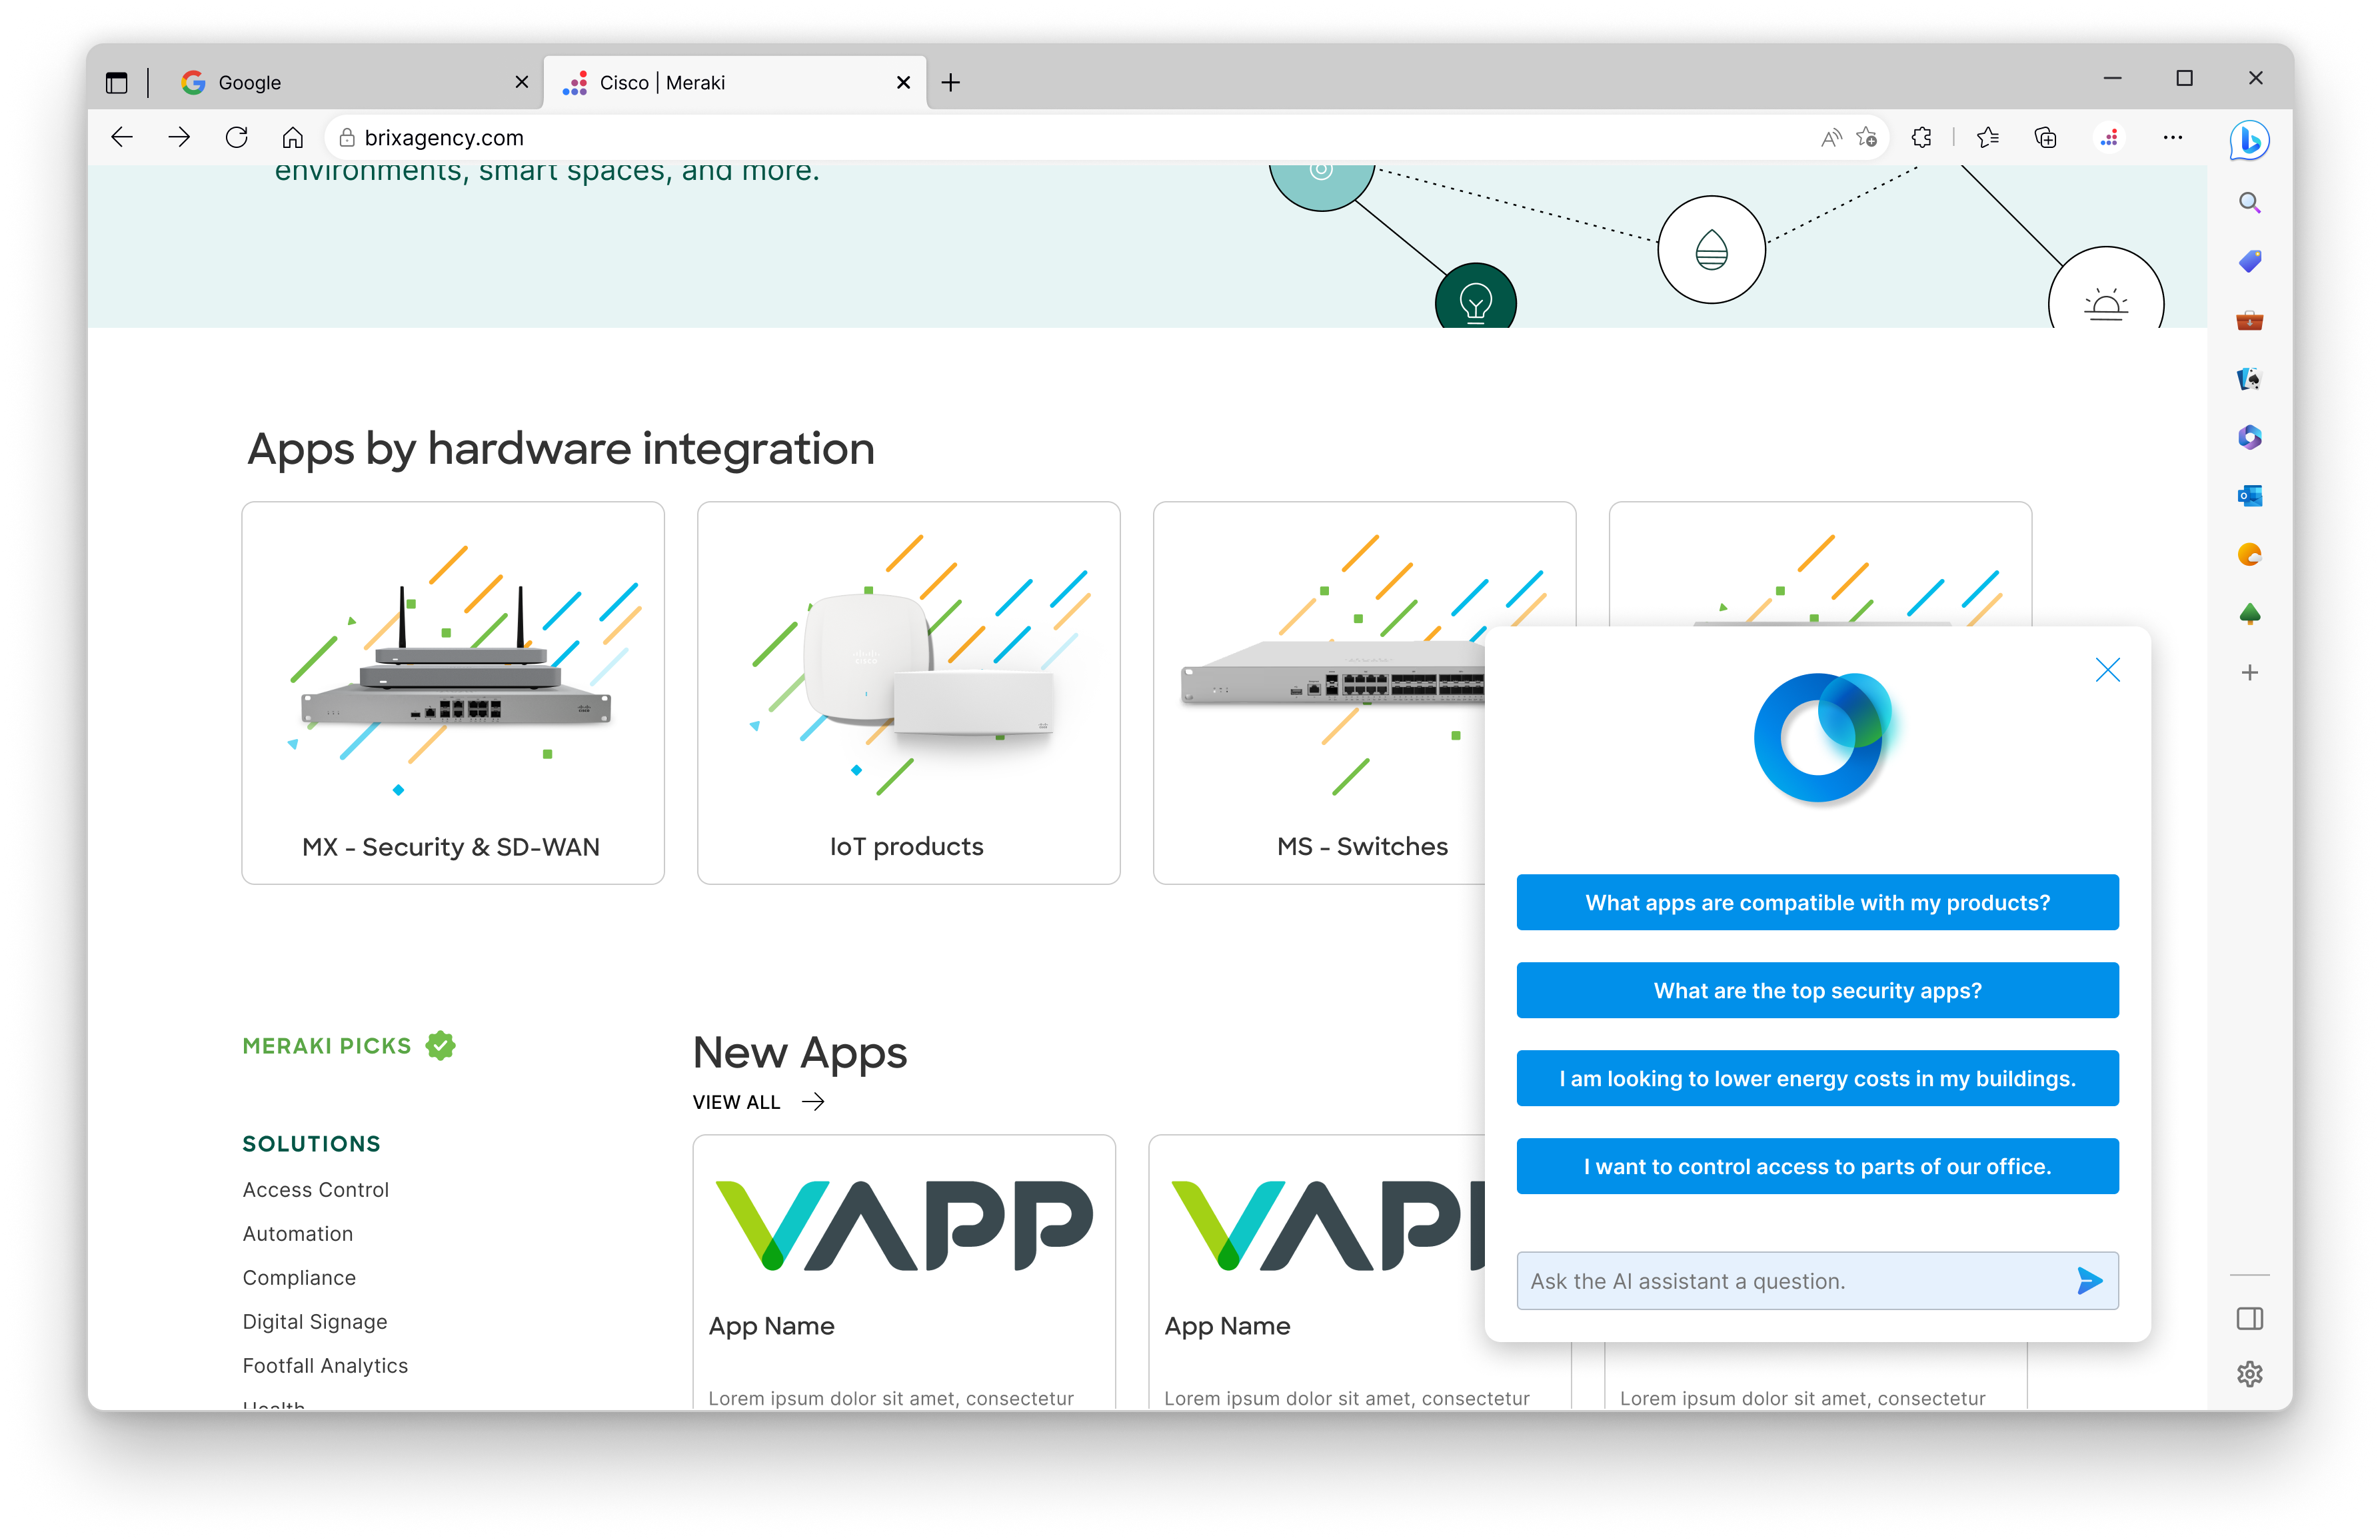 Google
Cisco | Meraki
brixagency.com
environments, smart spaces, and more.
Apps by hardware integration
MX - Security & SD-WAN
IoT products
MS - Switches
MERAKI PICKS
SOLUTIONS
Access Control
Automation
Compliance
Digital Signage
Footfall Analytics
Health
New Apps
VIEW ALL
VAPP
App Name
Lorem ipsum dolor sit amet, consectetur
VAPP
App Name
Lorem ipsum dolor sit amet, consectetur
Lorem ipsum dolor sit amet, consectetur
What apps are compatible with my products?
What are the top security apps?
I am looking to lower energy costs in my buildings.
I want to control access to parts of our office.
Ask the AI assistant a question.